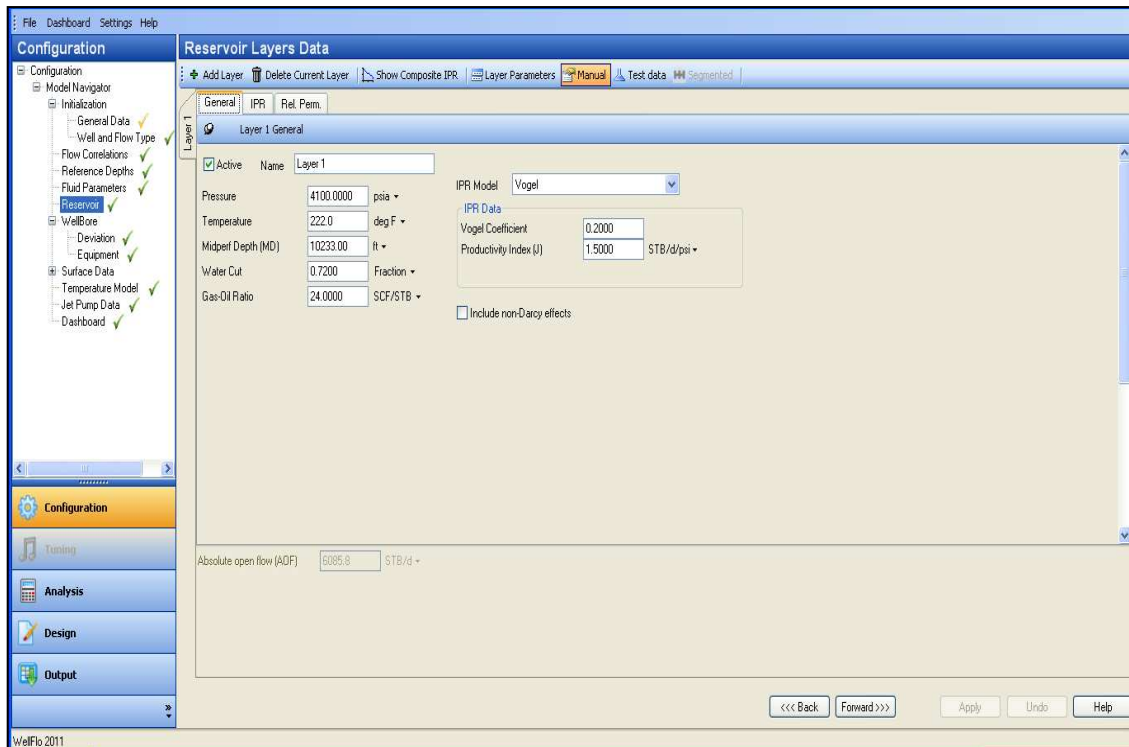 File Dashboard Settings Help
Configuration
Reservoir Layers Data
Configuration
Model Navigator
Initialization
General Data
Well and Flow Type
Flow Correlations
Reference Depths
Fluid Parameters
Reservoir
WellBore
Deviation
Equipment
Surface Data
Temperature Model
Jet Pump Data
Dashboard
Configuration
Tuning
Analysis
Design
Output
Add Layer Delete Current Layer Show Composite IPR Layer Parameters Manual Test data Segmented
Layer 1
General IPR Rel. Perm.
Layer 1 General
Active Name Layer 1
Pressure 4100.0000 psia
Temperature 222.0 deg F
Midperf Depth (MD) 10233.00 ft
Water Cut 0.7200 Fraction
Gas-Oil Ratio 24.0000 SCF/STB
IPR Model Vogel
IPR Data
Vogel Coefficient 0.2000
Productivity Index (J) 1.5000 STB/d/psi
Include non-Darcy effects
Absolute open flow (AOF) 6085.8 STB/d
<<< Back Forward >>> Apply Undo Help
WellFlo 2011